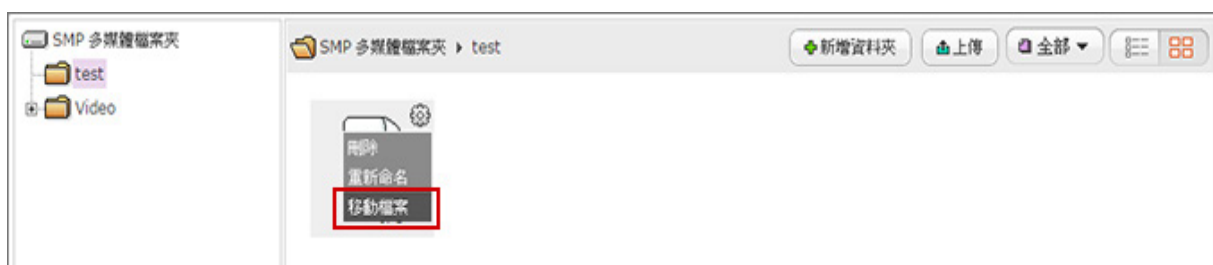 SMP 多媒體檔案夾
test
Video
SMP 多媒體檔案夾 › test
新增資料夾
上傳
全部
刪除
重新命名
移動檔案